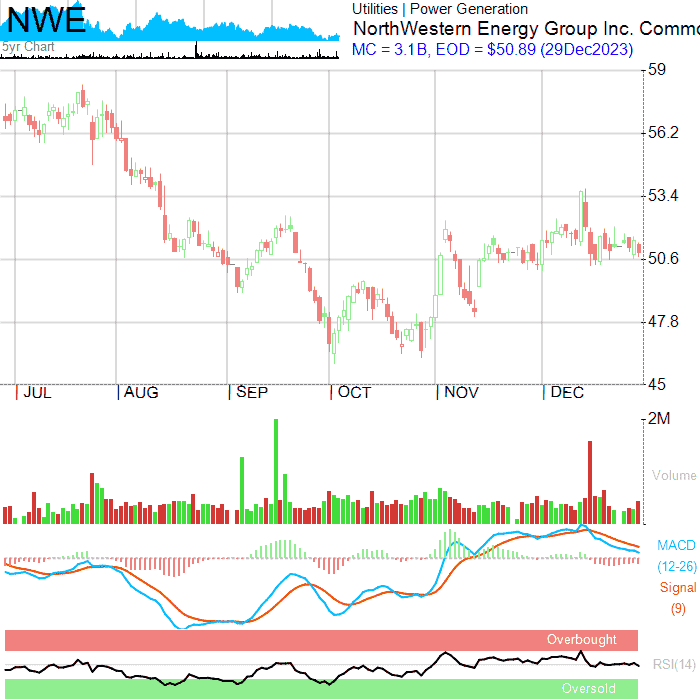 NWE
5yr Chart
Utilities | Power Generation
NorthWestern Energy Group Inc. Commo
MC = 3.1B, EOD = $50.89 (29Dec2023)
59
56.2
53.4
50.6
47.8
45
JUL
AUG
SEP
OCT
NOV
DEC
2M
Volume
MACD
(12-26)
Signal
(9)
Overbought
RSI(14)
Oversold